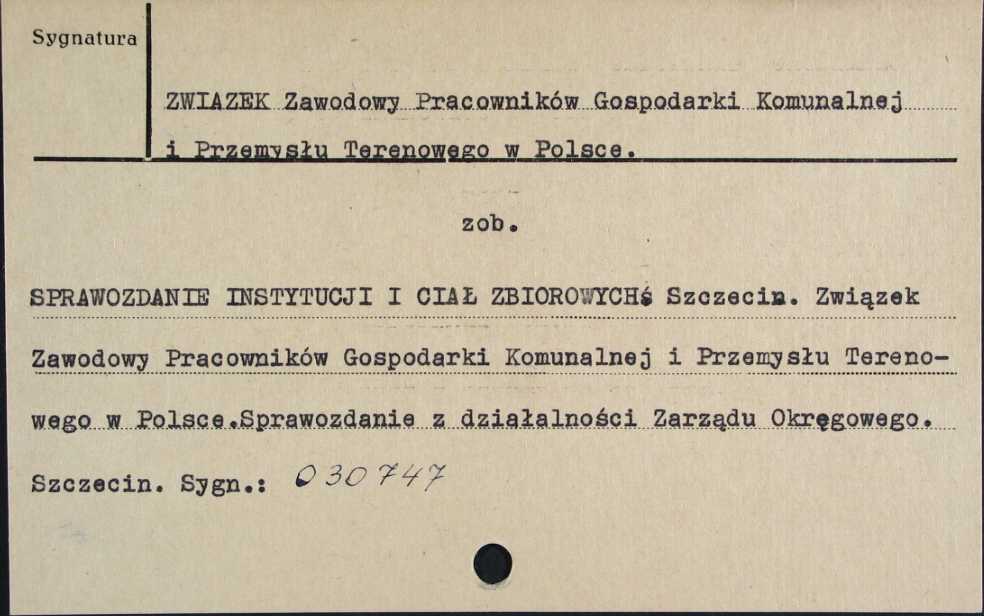 Sygnatura
ZWIAZEK Zawodowy Pracowników Gospodarki Komunalnej
i Przemysłu Terenowego w Polsce.
zob.
SPRAWOZDANIE INSTYTUCJI I CIAŁ ZBIOROWYCHś Szczecin. Związek
Zawodowy Pracowników Gospodarki Komunalnej i Przemysłu Tereno-
wego w Polsce.Sprawozdanie z działalności Zarządu Okręgowego.
Szczecin. Sygn.: 030747